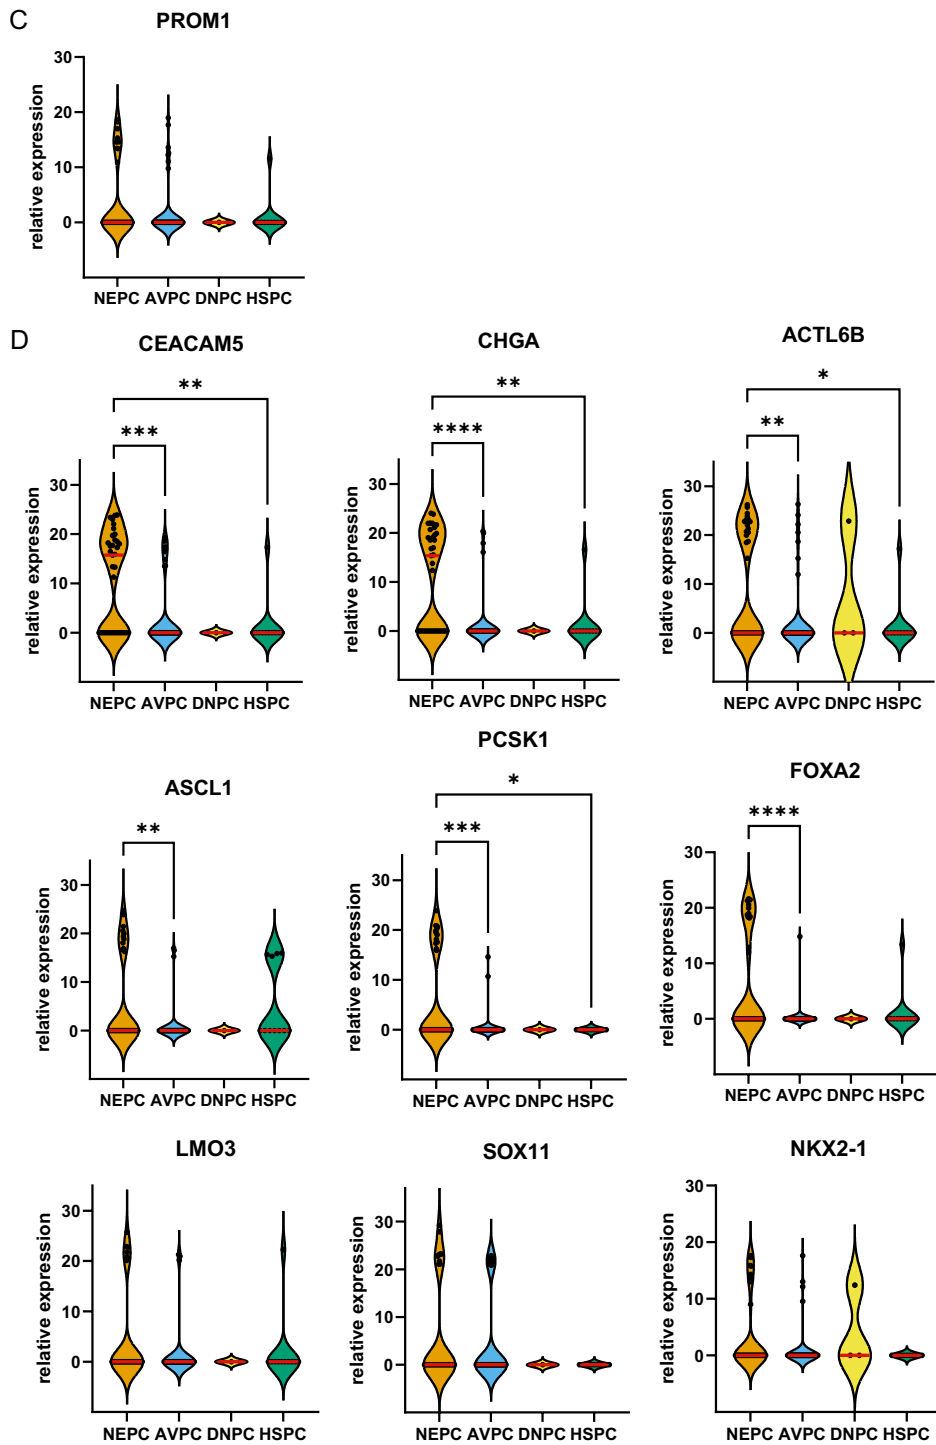 C
PROM1
relative expression
30
20
10
0
NEPC AVPC DNPC HSPC
D
CEACAM5
**
***
relative expression
30
20
10
0
NEPC AVPC DNPC HSPC
CHGA
**
****
relative expression
30
20
10
0
NEPC AVPC DNPC HSPC
ACTL6B
*
**
relative expression
30
20
10
0
NEPC AVPC DNPC HSPC
ASCL1
**
relative expression
30
20
10
0
NEPC AVPC DNPC HSPC
PCSK1
*
***
relative expression
30
20
10
0
NEPC AVPC DNPC HSPC
FOXA2
****
relative expression
30
20
10
0
NEPC AVPC DNPC HSPC
LMO3
relative expression
30
20
10
0
NEPC AVPC DNPC HSPC
SOX11
relative expression
30
20
10
0
NEPC AVPC DNPC HSPC
NKX2-1
relative expression
30
20
10
0
NEPC AVPC DNPC HSPC